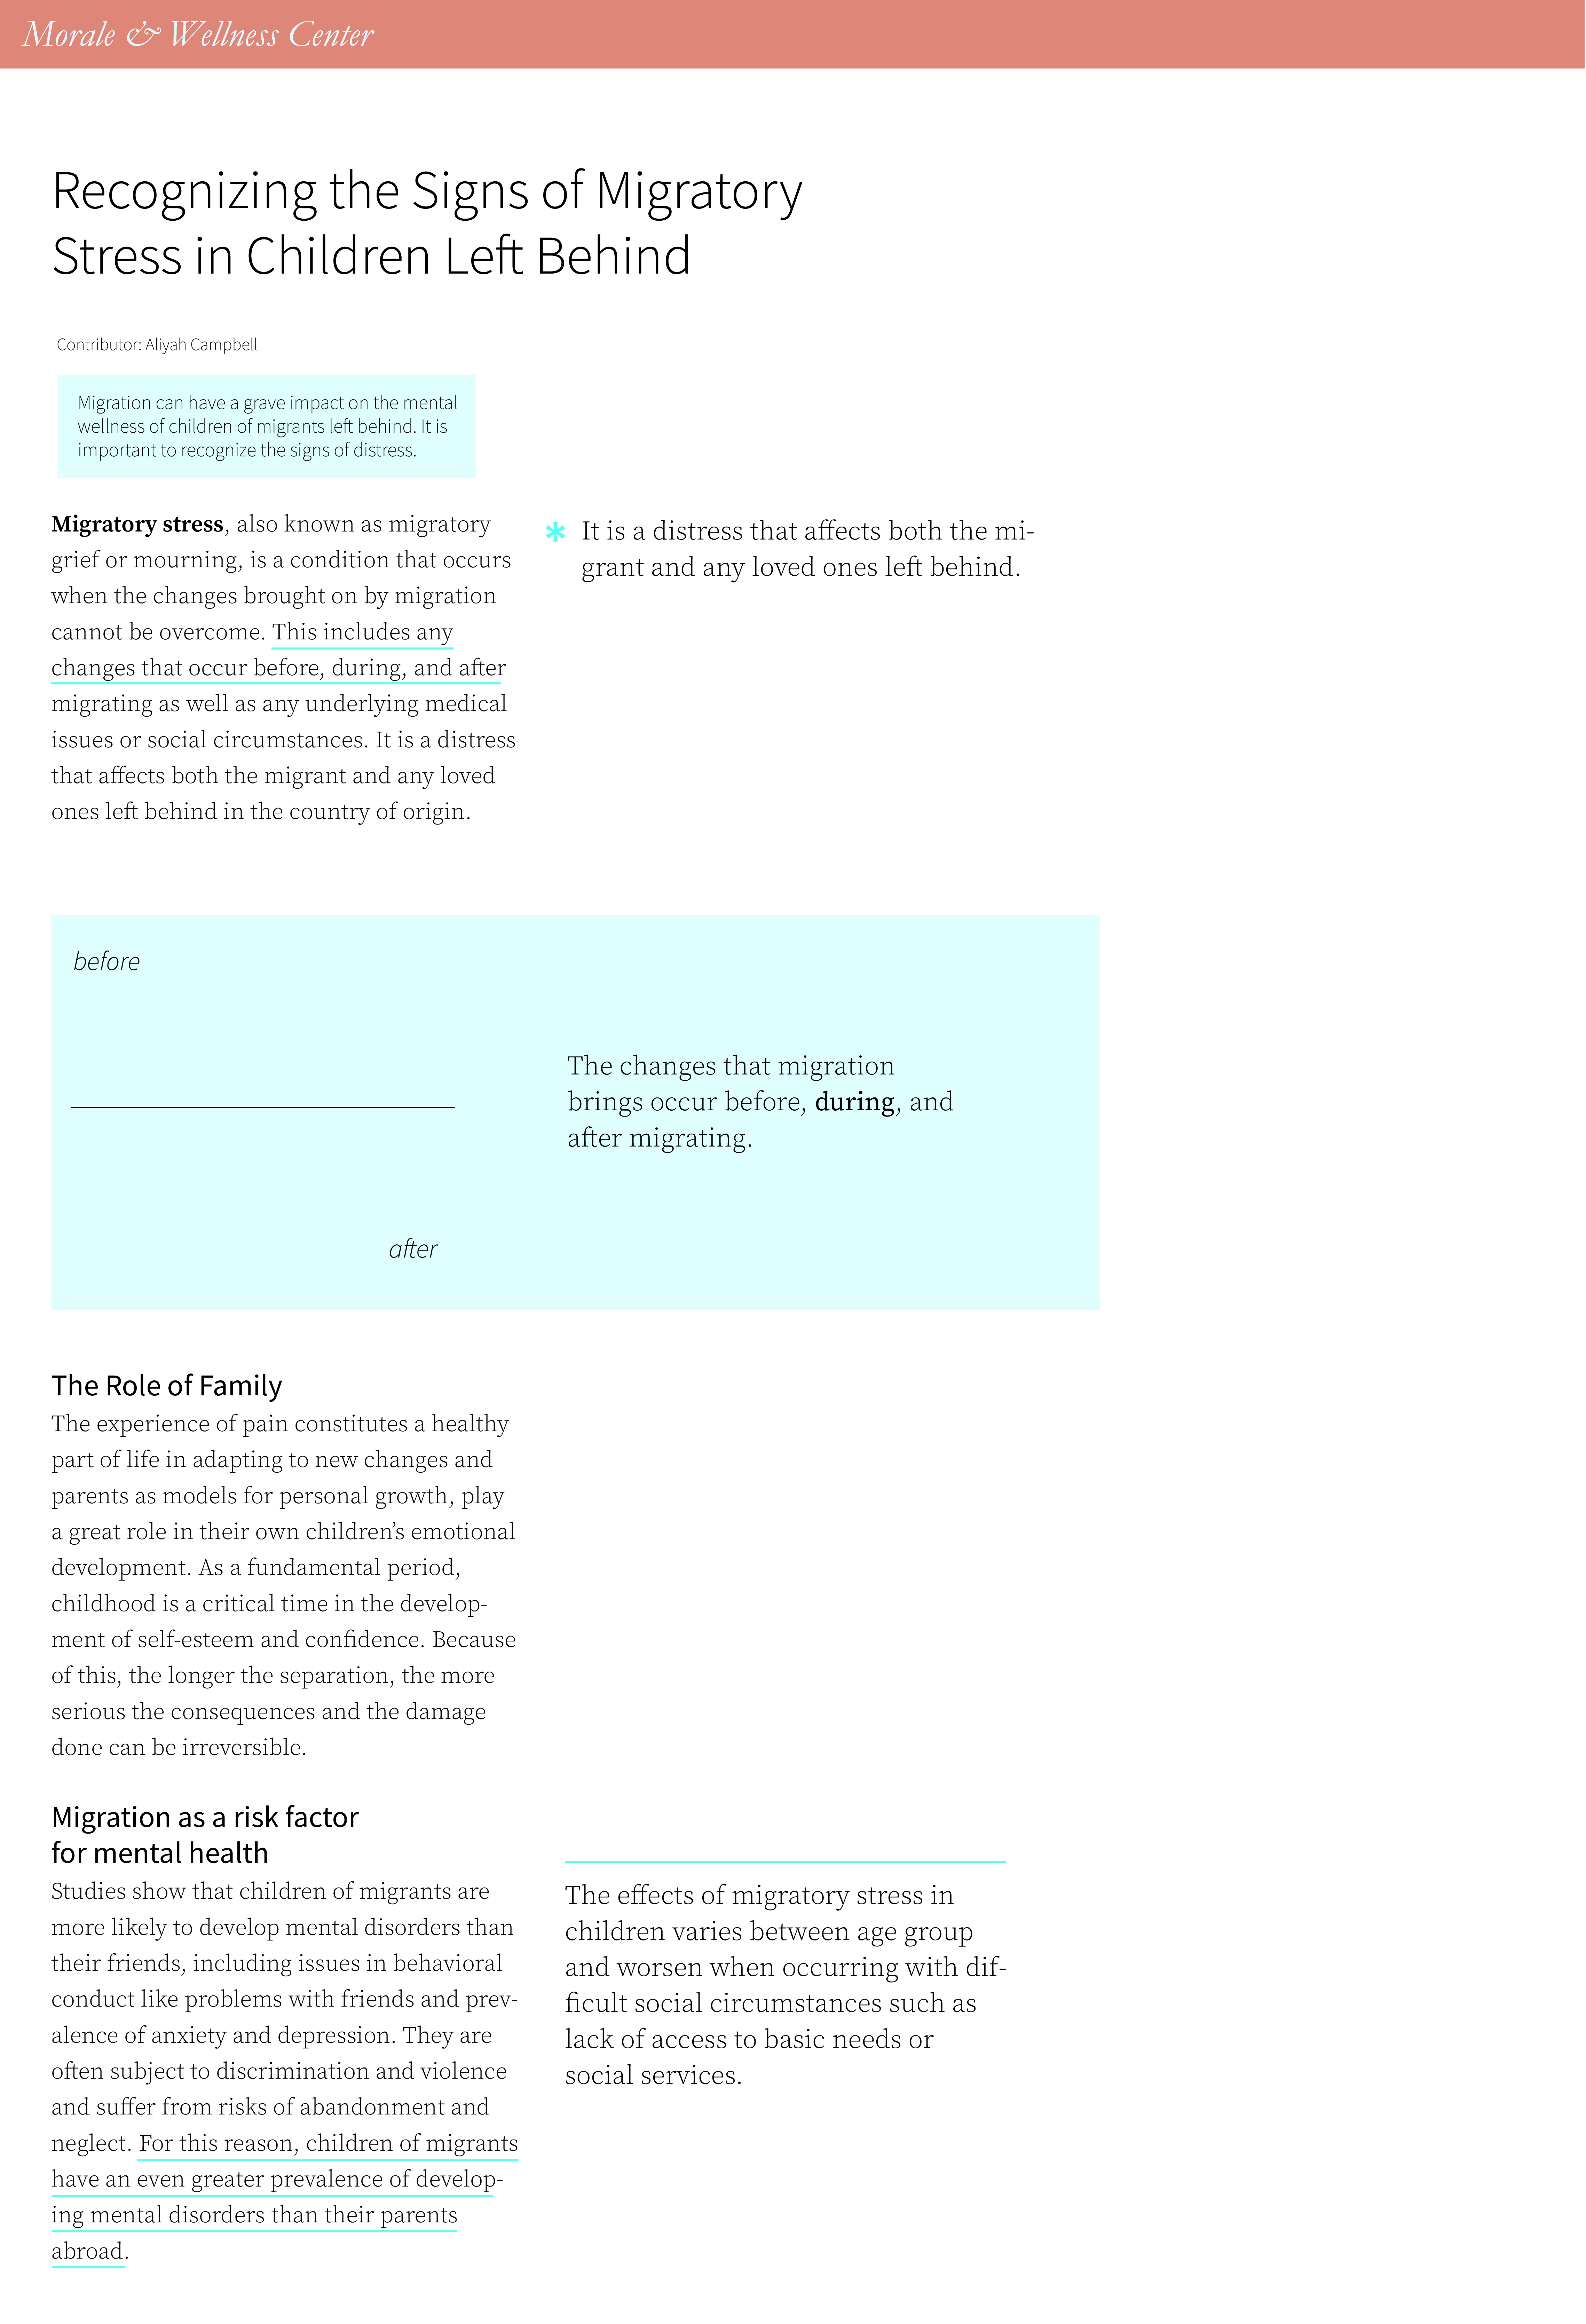 Morale & Wellness Center
Recognizing the Signs of Migratory
Stress in Children Left Behind
Contributor: Aliyah Campbell
Migration can have a grave impact on the mental
wellness of children of migrants left behind. It is
important to recognize the signs of distress.
Migratory stress, also known as migratory
grief or mourning, is a condition that occurs
when the changes brought on by migration
cannot be overcome. This includes any
changes that occur before, during, and after
migrating as well as any underlying medical
issues or social circumstances. It is a distress
that affects both the migrant and any loved
ones left behind in the country of origin.
* It is a distress that affects both the mi-
grant and any loved ones left behind.
before
after
The changes that migration
brings occur before, during, and
after migrating.
The Role of Family
The experience of pain constitutes a healthy
part of life in adapting to new changes and
parents as models for personal growth, play
a great role in their own children’s emotional
development. As a fundamental period,
childhood is a critical time in the develop-
ment of self-esteem and confidence. Because
of this, the longer the separation, the more
serious the consequences and the damage
done can be irreversible.
Migration as a risk factor
for mental health
Studies show that children of migrants are
more likely to develop mental disorders than
their friends, including issues in behavioral
conduct like problems with friends and prev-
alence of anxiety and depression. They are
often subject to discrimination and violence
and suffer from risks of abandonment and
neglect. For this reason, children of migrants
have an even greater prevalence of develop-
ing mental disorders than their parents
abroad.
The effects of migratory stress in
children varies between age group
and worsen when occurring with dif-
ficult social circumstances such as
lack of access to basic needs or
social services.